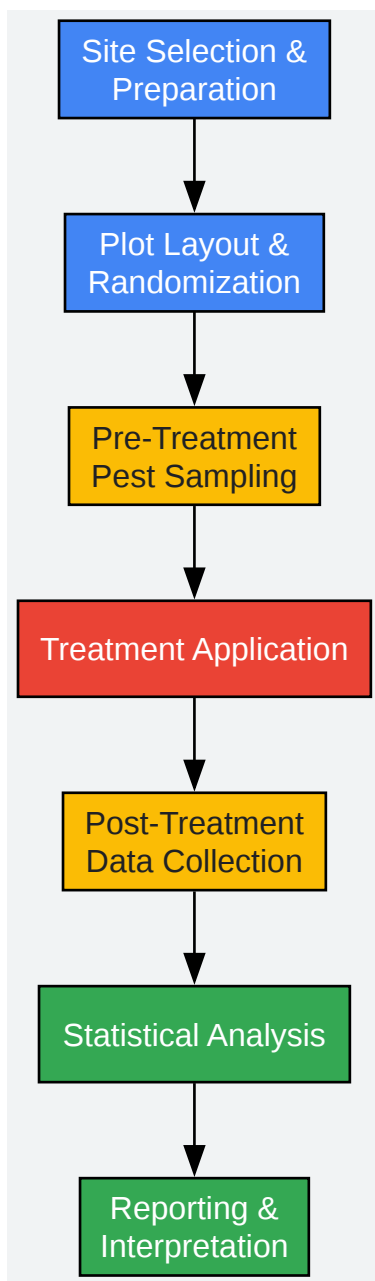 Site Selection &
Preparation
Plot Layout &
Randomization
Pre-Treatment
Pest Sampling
Treatment Application
Post-Treatment
Data Collection
Statistical Analysis
Reporting &
Interpretation